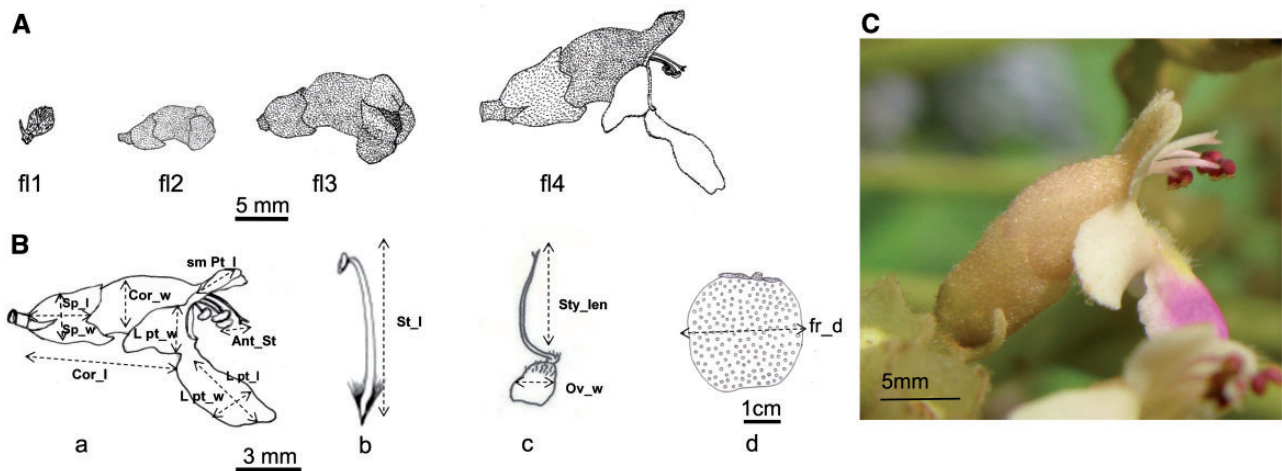 A
fl1
fl2
fl3
fl4
5 mm
B
Sp_l
Sp_w
Cor_w
sm Pt_l
L pt_w
Ant_St
Cor_l
L pt_l
L pt_w
a
3 mm
St_l
b
Sty_len
Ov_w
c
fr_d
1cm
d
C
5mm